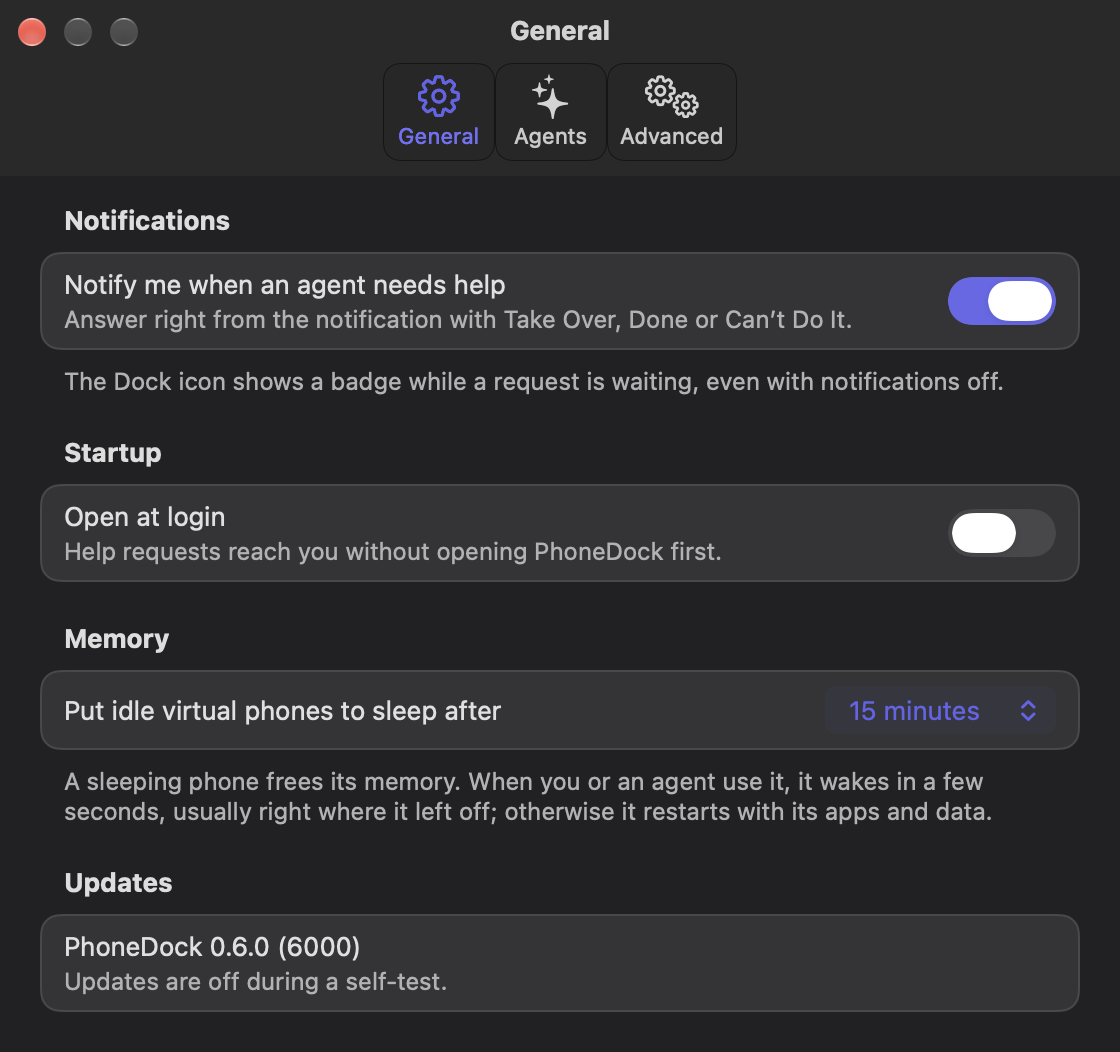 General
General
Agents
Advanced
Notifications
Notify me when an agent needs help
Answer right from the notification with Take Over, Done or Can’t Do It.
The Dock icon shows a badge while a request is waiting, even with notifications off.
Startup
Open at login
Help requests reach you without opening PhoneDock first.
Memory
Put idle virtual phones to sleep after
15 minutes
A sleeping phone frees its memory. When you or an agent use it, it wakes in a few
seconds, usually right where it left off; otherwise it restarts with its apps and data.
Updates
PhoneDock 0.6.0 (6000)
Updates are off during a self-test.